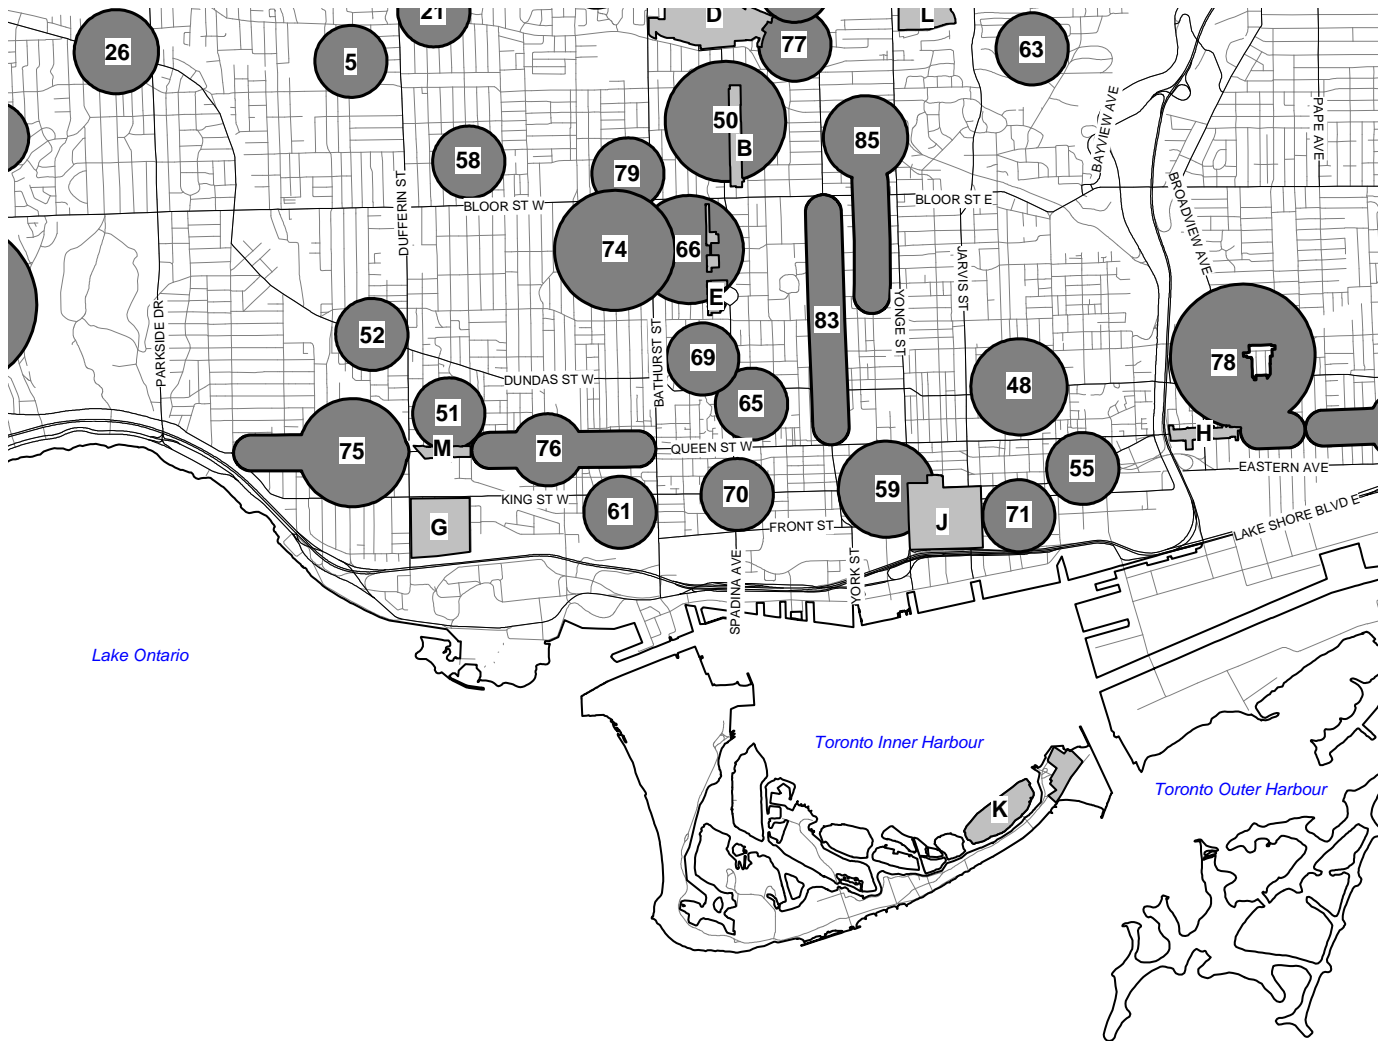 21
D
L
26
5
77
63
50
B
85
58
79
PAPE AVE
BAYVIEW AVE
BROADVIEW AVE
DUFFERIN ST
BLOOR ST W
BLOOR ST E
74
66
E
JARVIS ST
YONGE ST
PARKSIDE DR
52
83
BATHURST ST
69
78
DUNDAS ST W
48
51
65
75
M
76
QUEEN ST W
H
EASTERN AVE
55
KING ST W
70
59
61
G
FRONT ST
J
71
LAKE SHORE BLVD E
SPADINA AVE
YORK ST
Lake Ontario
Toronto Inner Harbour
Toronto Outer Harbour
K